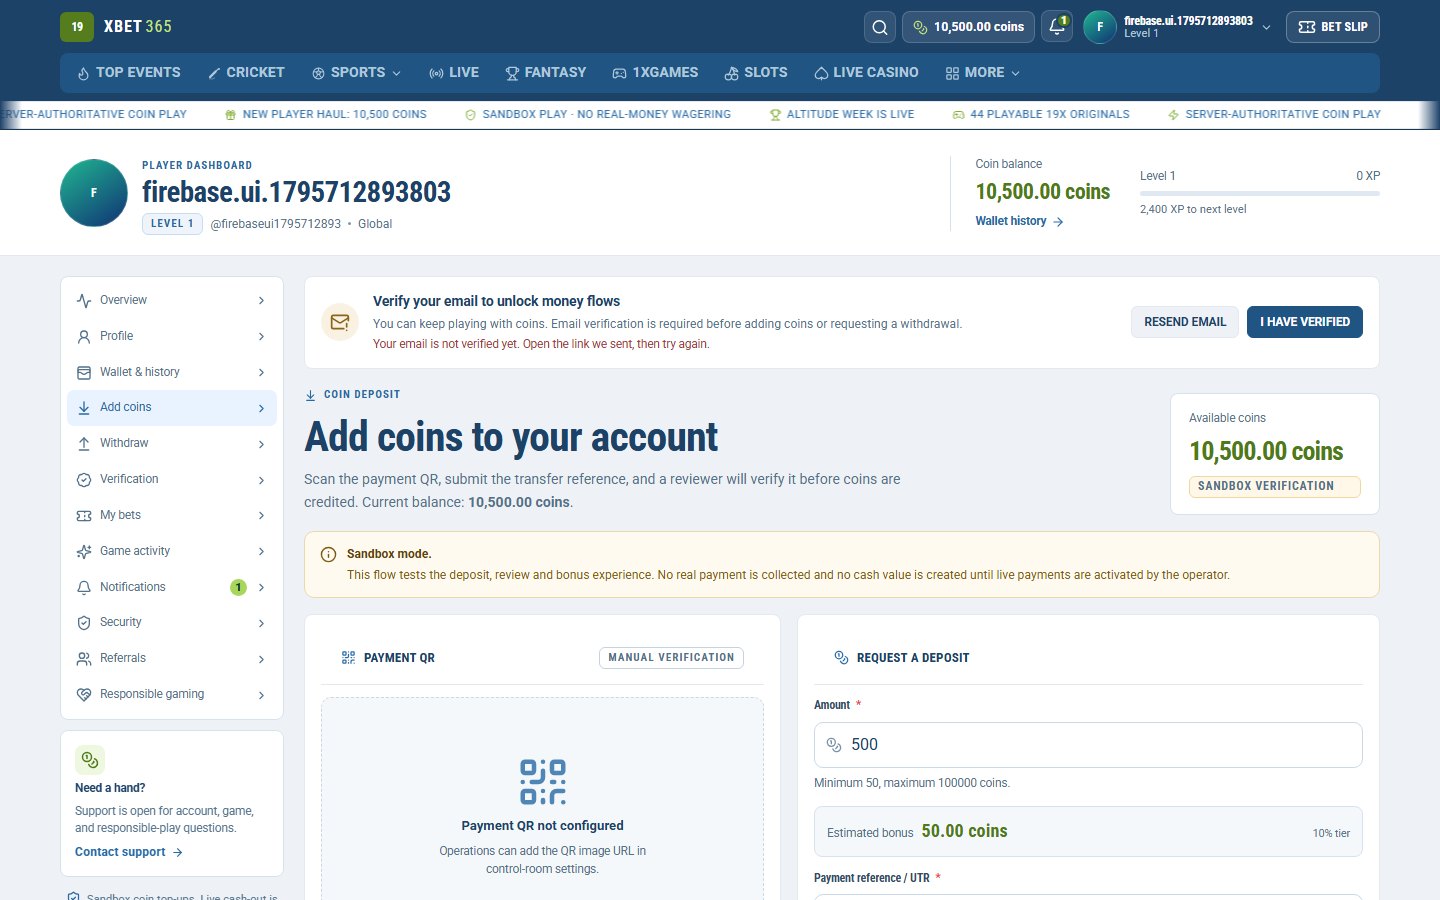 19 XBET 365
10,500.00 coins
1
F
firebase.ui.1795712893803
Level 1
BET SLIP
TOP EVENTS
CRICKET
SPORTS
LIVE
FANTASY
1XGAMES
SLOTS
LIVE CASINO
MORE
ERVER-AUTHORITATIVE COIN PLAY
NEW PLAYER HAUL: 10,500 COINS
SANDBOX PLAY · NO REAL-MONEY WAGERING
ALTITUDE WEEK IS LIVE
44 PLAYABLE 19X ORIGINALS
SERVER-AUTHORITATIVE COIN PLAY
F
PLAYER DASHBOARD
firebase.ui.1795712893803
LEVEL 1 @firebaseui1795712893 • Global
Coin balance
10,500.00 coins
Wallet history
Level 1 0 XP
2,400 XP to next level
Overview
Profile
Wallet & history
Add coins
Withdraw
Verification
My bets
Game activity
Notifications 1
Security
Referrals
Responsible gaming
Need a hand?
Support is open for account, game,
and responsible-play questions.
Contact support
Sandbox coin top-ups. Live cash-out is
Verify your email to unlock money flows
You can keep playing with coins. Email verification is required before adding coins or requesting a withdrawal.
Your email is not verified yet. Open the link we sent, then try again.
RESEND EMAIL
I HAVE VERIFIED
COIN DEPOSIT
Add coins to your account
Scan the payment QR, submit the transfer reference, and a reviewer will verify it before coins are
credited. Current balance: 10,500.00 coins.
Available coins
10,500.00 coins
SANDBOX VERIFICATION
Sandbox mode.
This flow tests the deposit, review and bonus experience. No real payment is collected and no cash value is created until live payments are activated by the operator.
PAYMENT QR
MANUAL VERIFICATION
Payment QR not configured
Operations can add the QR image URL in
control-room settings.
REQUEST A DEPOSIT
Amount *
500
Minimum 50, maximum 100000 coins.
Estimated bonus 50.00 coins
10% tier
Payment reference / UTR *